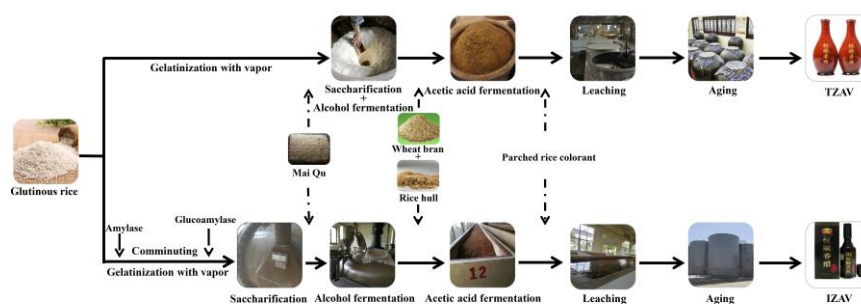 Gelatinization with vapor
Saccharification
+
Alcohol fermentation
Acetic acid fermentation
Leaching
Aging
TZAV
Glutinous rice
Mai Qu
Wheat bran
+
Rice hull
Parched rice colorant
Amylase
Glucoamylase
Comminuting
Gelatinization with vapor
Saccharification
Alcohol fermentation
Acetic acid fermentation
12
Leaching
Aging
IZAV